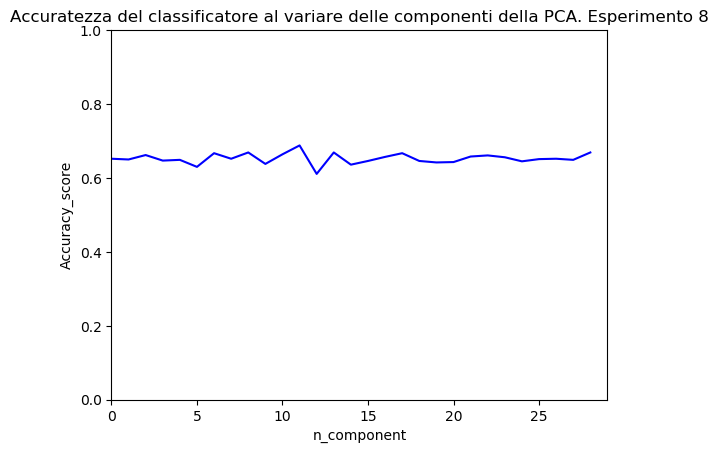 Accuratezza del classificatore al variare delle componenti della PCA. Esperimento 8
1.0
0.8
0.6
0.4
0.2
0.0
Accuracy_score
0 5 10 15 20 25
n_component